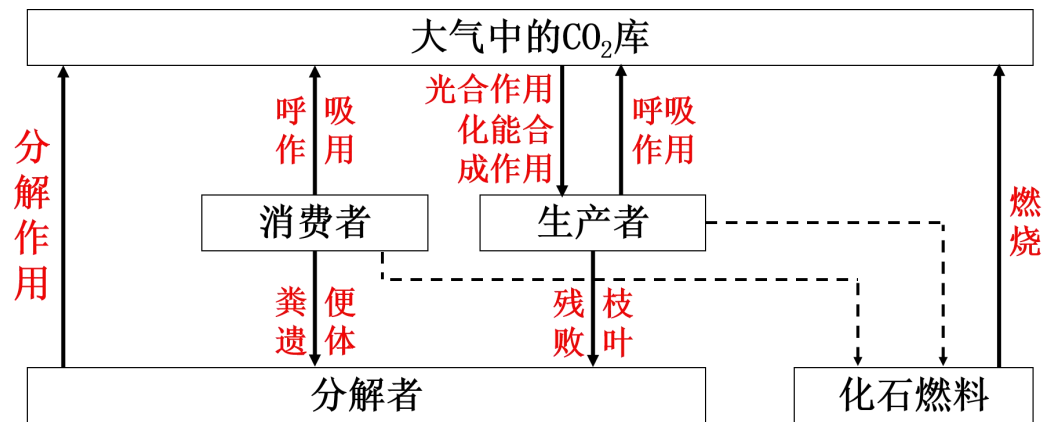 大气中的CO₂库
分解作用
呼吸
作用
光合作用
化能合
成作用
呼吸
作用
燃烧
消费者
生产者
粪便
遗体
残枝
败叶
分解者
化石燃料